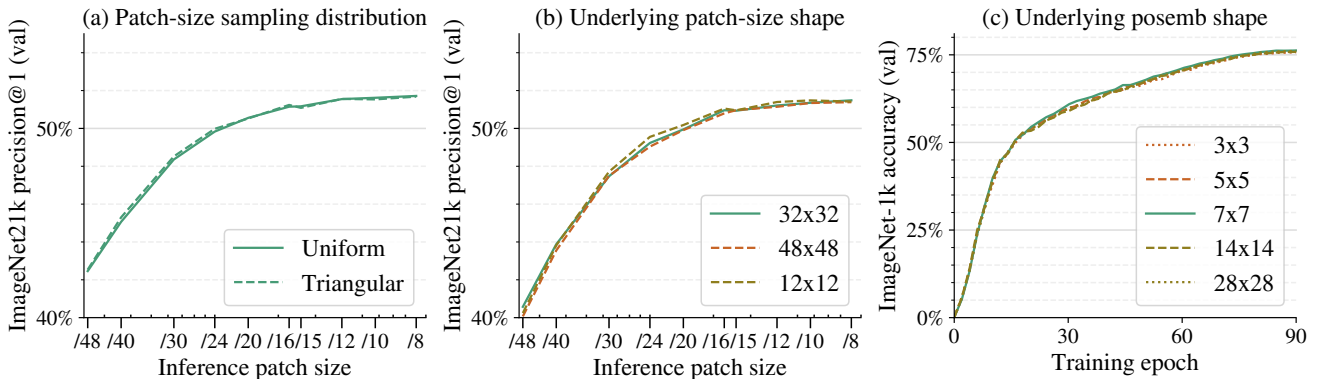 (a) Patch-size sampling distribution
ImageNet21k precision@1 (val)
50%
40%
Uniform
Triangular
/48 /40 /30 /24 /20 /16/15 /12 /10 /8
Inference patch size
(b) Underlying patch-size shape
ImageNet21k precision@1 (val)
50%
40%
32x32
48x48
12x12
/48 /40 /30 /24 /20 /16/15 /12 /10 /8
Inference patch size
(c) Underlying posemb shape
ImageNet-1k accuracy (val)
75%
50%
25%
0%
3x3
5x5
7x7
14x14
28x28
0 30 60 90
Training epoch